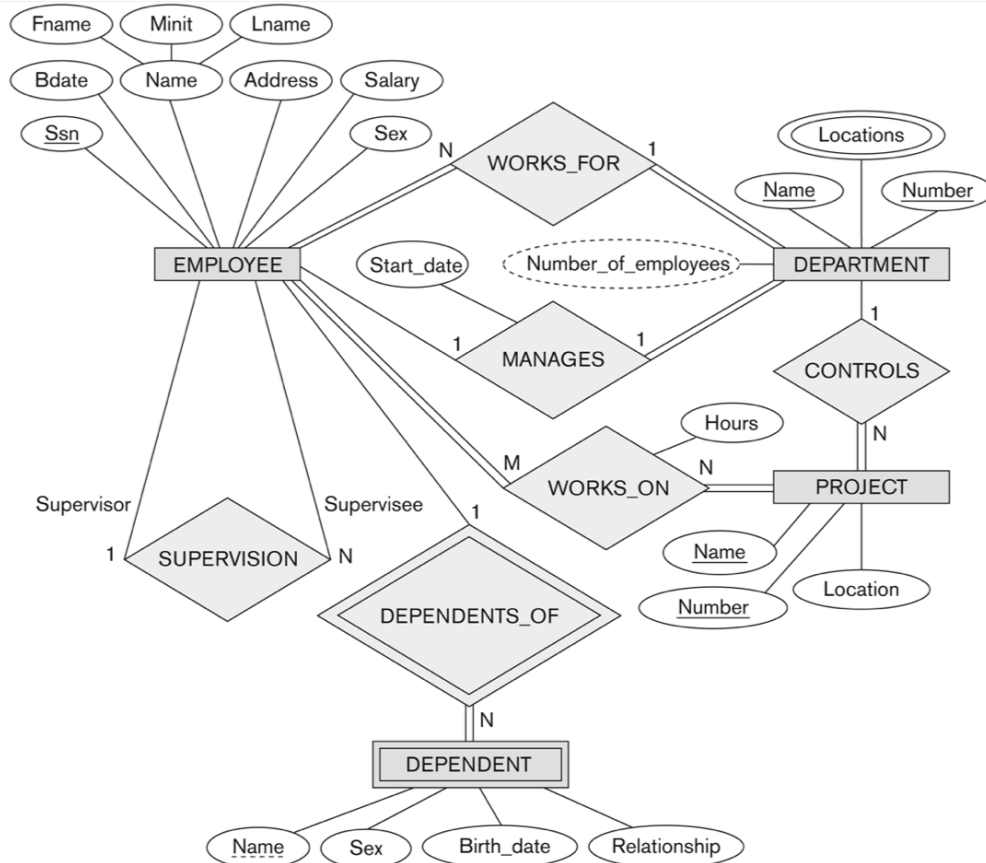 Fname
Minit
Lname
Bdate
Name
Address
Salary
Ssn
Sex
N
WORKS_FOR
1
Locations
Name
Number
EMPLOYEE
Start_date
Number_of_employees
DEPARTMENT
1
MANAGES
1
1
CONTROLS
N
Hours
M
WORKS_ON
N
PROJECT
Supervisor
Supervisee
1
SUPERVISION
N
1
Name
Number
Location
DEPENDENTS_OF
N
DEPENDENT
Name
Sex
Birth_date
Relationship